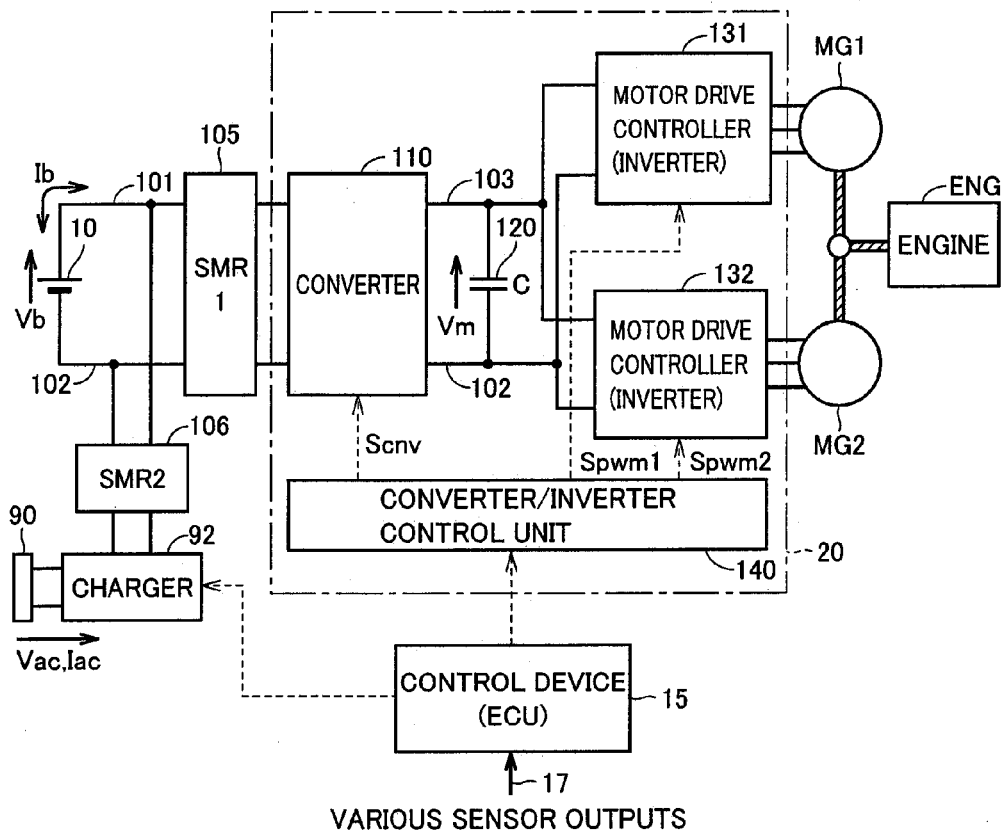 131
MG1
MOTOR DRIVE
CONTROLLER
(INVERTER)
105
110
Ib
101
103
ENG
10
120
ENGINE
SMR
1
CONVERTER
C
132
Vb
Vm
MOTOR DRIVE
CONTROLLER
(INVERTER)
102
102
106
MG2
Scnv
Spwm1
Spwm2
SMR2
CONVERTER/INVERTER
CONTROL UNIT
90
92
20
140
CHARGER
Vac,Iac
CONTROL DEVICE
(ECU)
15
17
VARIOUS SENSOR OUTPUTS